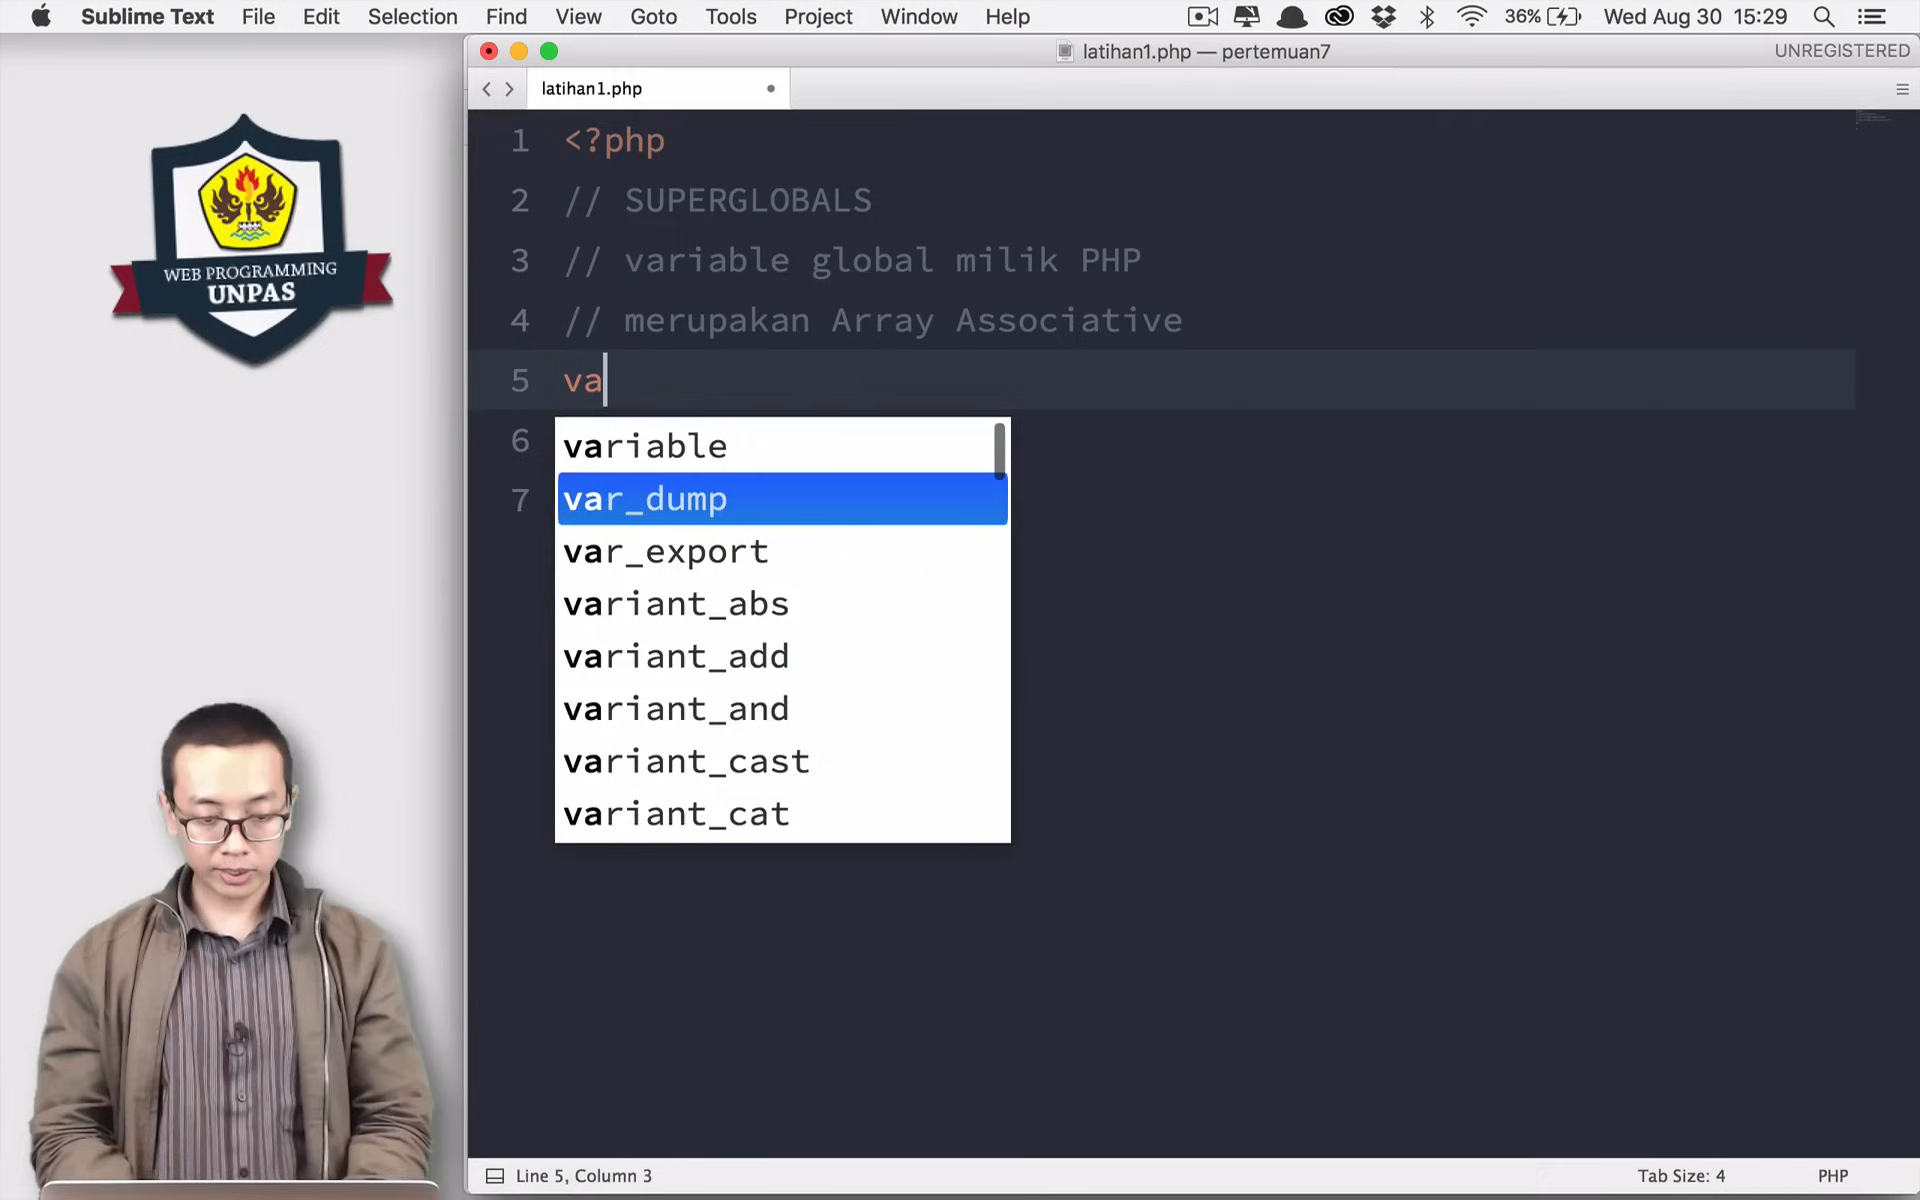 Sublime Text File Edit Selection Find View Goto Tools Project Window Help 36% Wed Aug 30 15:29
latihan1.php — pertemuan7 UNREGISTERED
latihan1.php
WEB PROGRAMMING
UNPAS
1 <?php
2 // SUPERGLOBALS
3 // variable global milik PHP
4 // merupakan Array Associative
5 va
6 variable
var_dump
7
var_export
variant_abs
variant_add
variant_and
variant_cast
variant_cat
Line 5, Column 3 Tab Size: 4 PHP